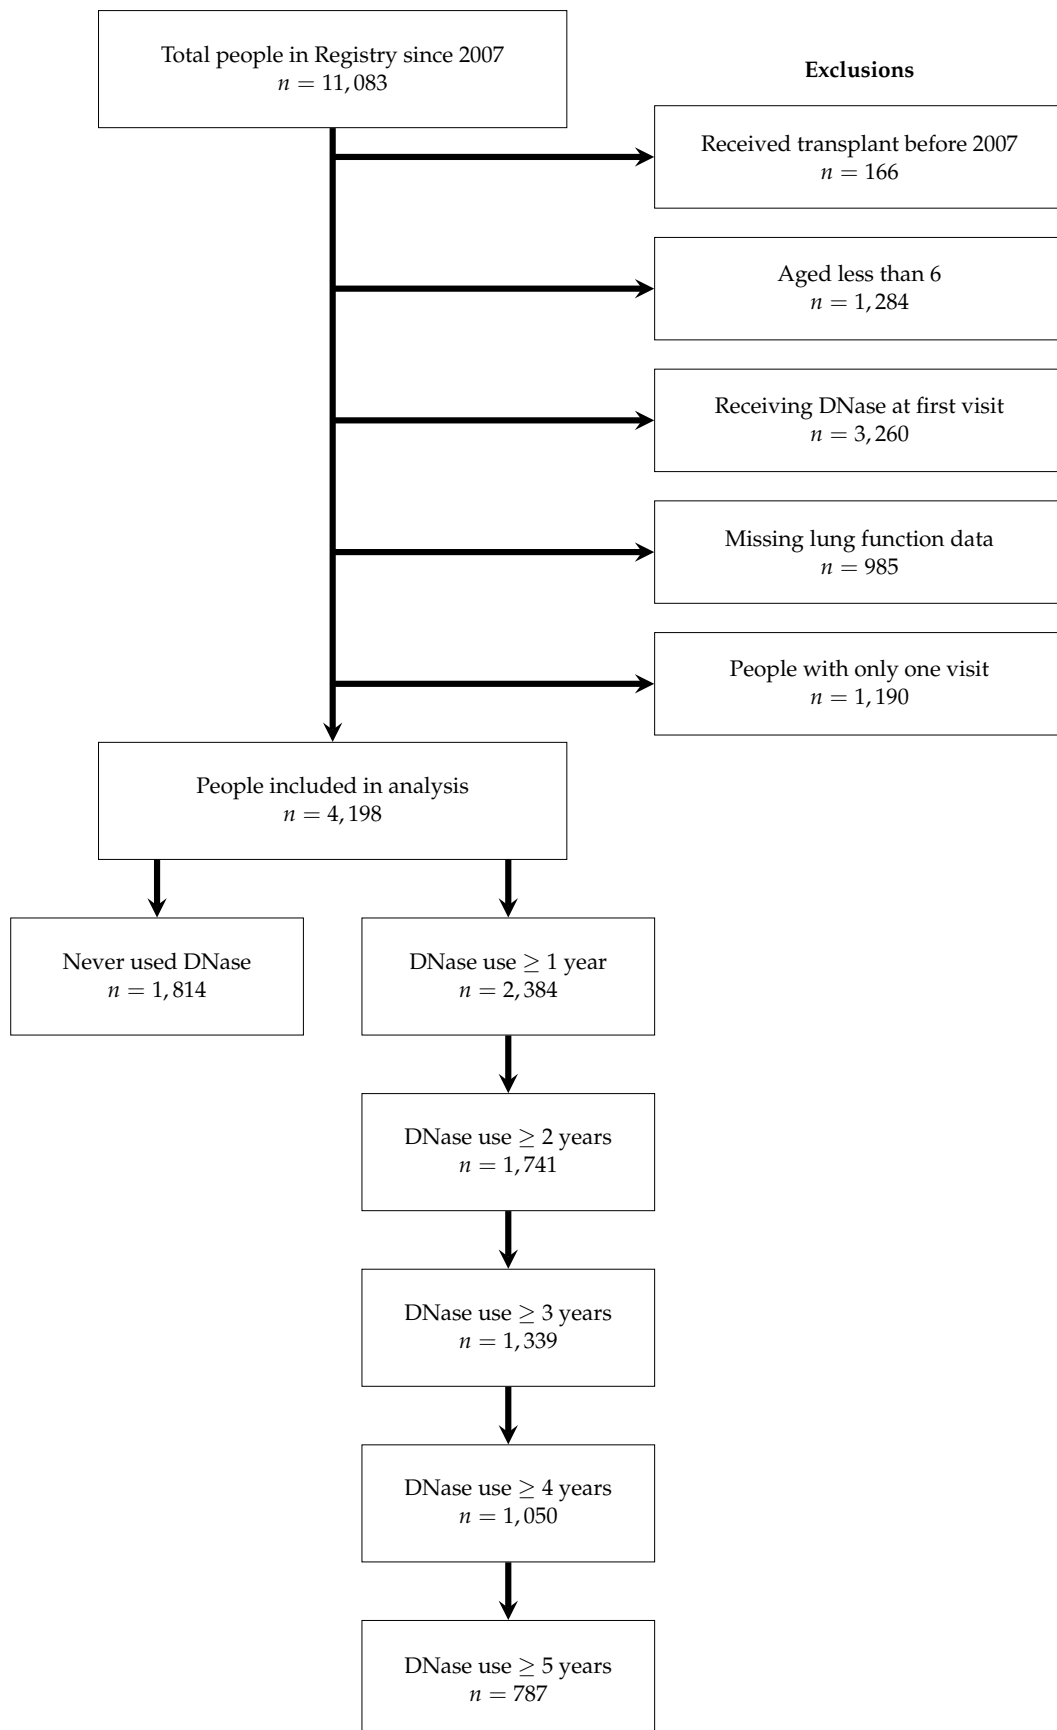 Total people in Registry since 2007
n = 11,083
Exclusions
Received transplant before 2007
n = 166
Aged less than 6
n = 1,284
Receiving DNase at first visit
n = 3,260
Missing lung function data
n = 985
People with only one visit
n = 1,190
People included in analysis
n = 4,198
Never used DNase
n = 1,814
DNase use ≥ 1 year
n = 2,384
DNase use ≥ 2 years
n = 1,741
DNase use ≥ 3 years
n = 1,339
DNase use ≥ 4 years
n = 1,050
DNase use ≥ 5 years
n = 787